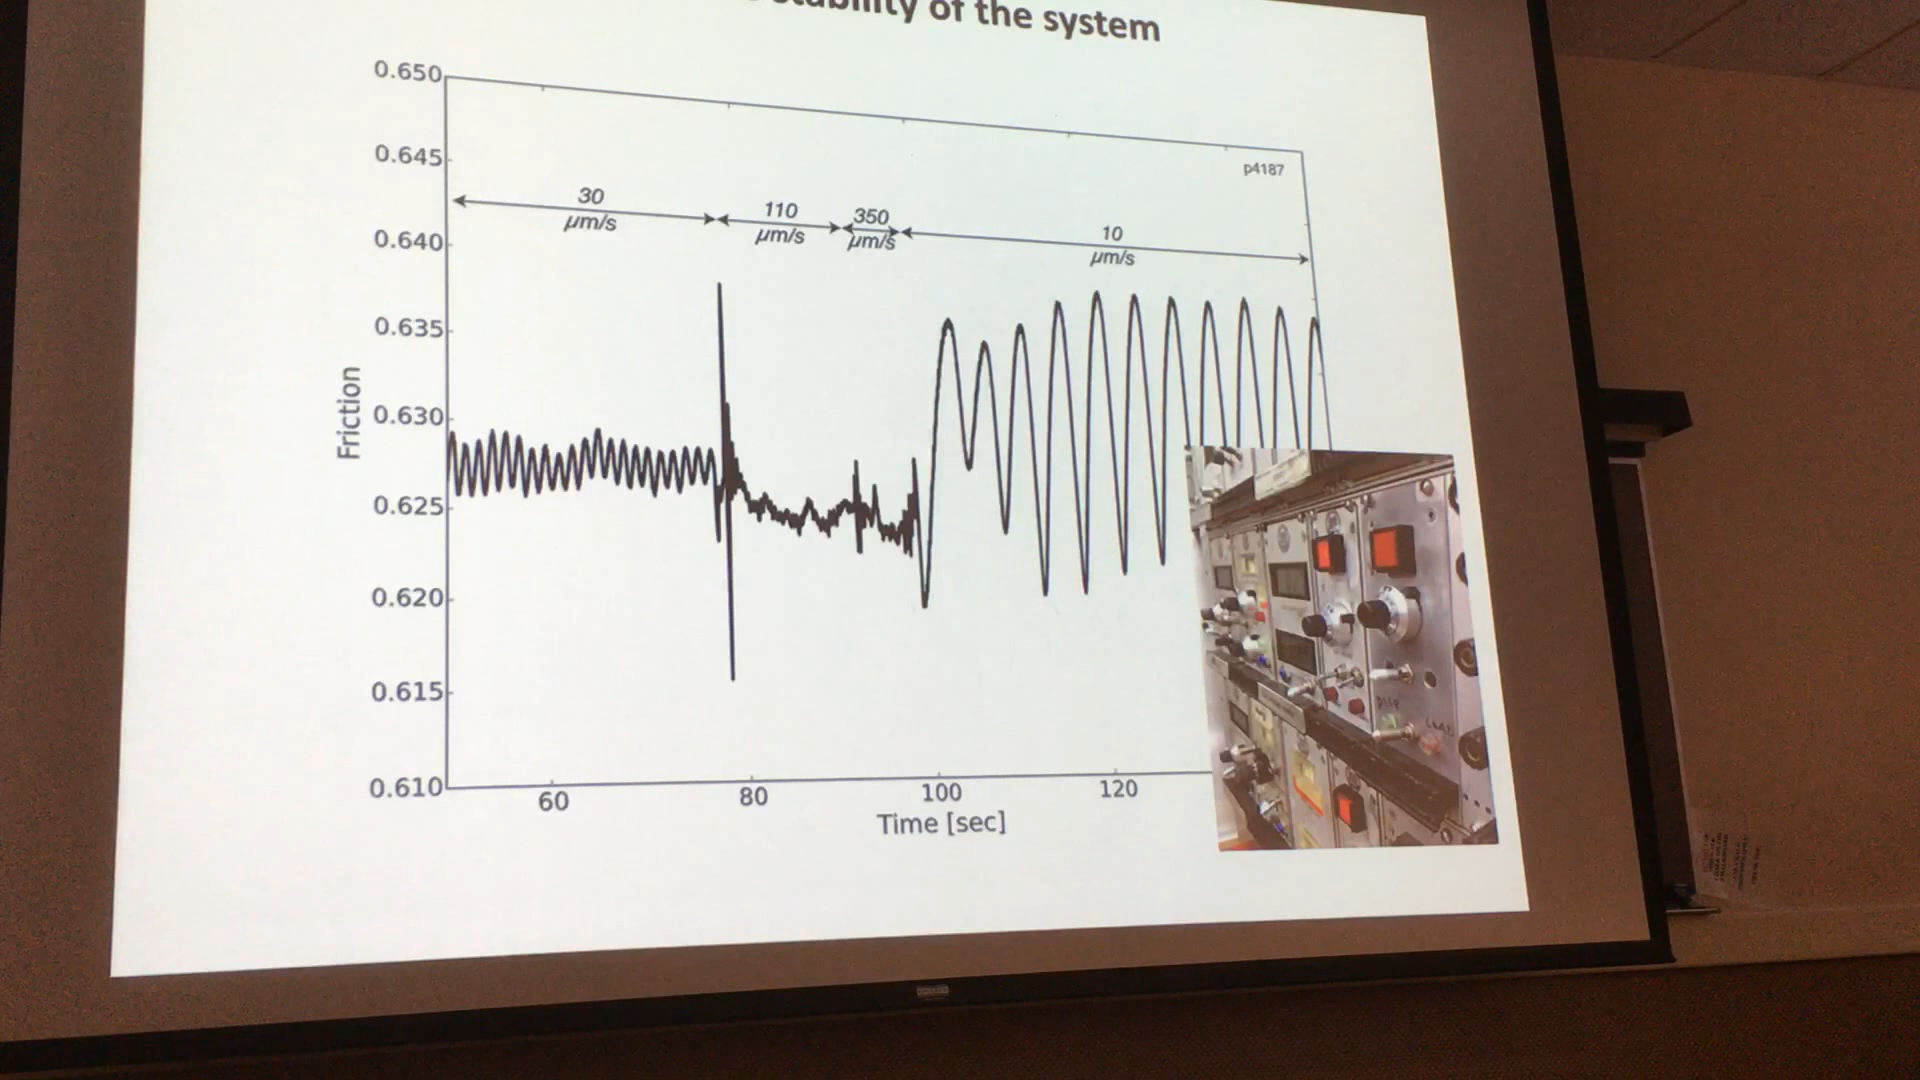 stability of the system
0.650
0.645
0.640
0.635
0.630
0.625
0.620
0.615
0.610
Friction
p4187
30
µm/s
110
µm/s
350
µm/s
10
µm/s
60
80
100
120
Time [sec]
DISP
LOAD